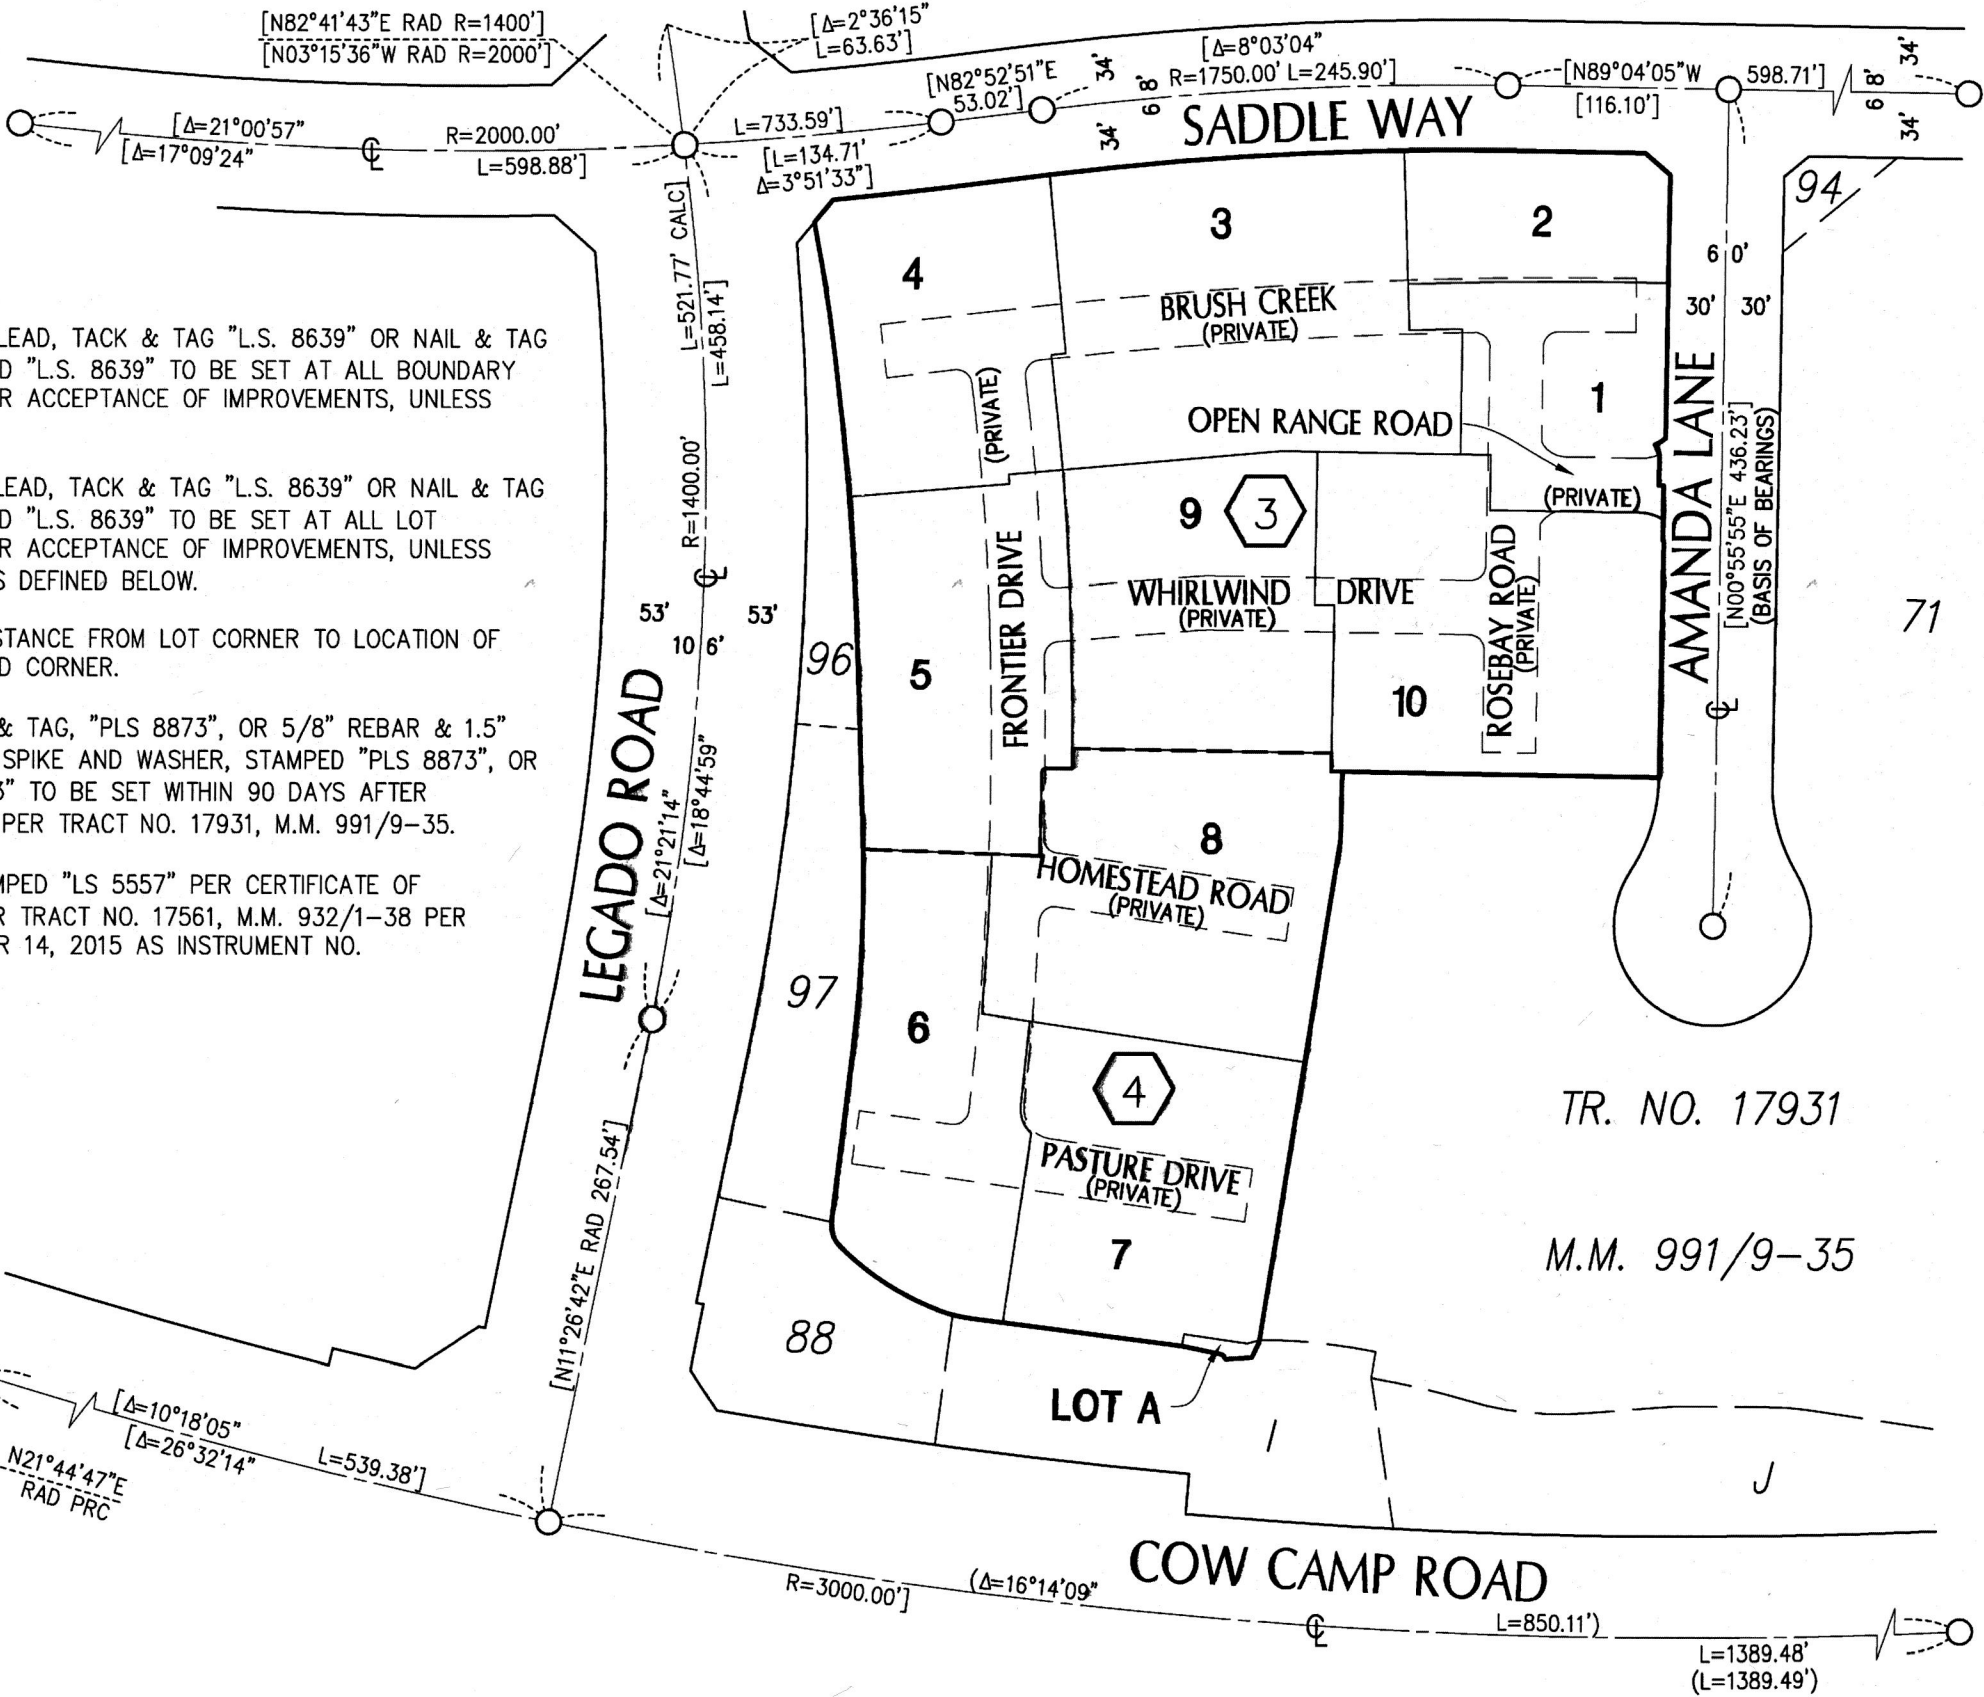 [N82°41'43"E RAD R=1400']
[N03°15'36"W RAD R=2000']
[Δ=2°36'15"
L=63.63']
[N82°52'51"E
53.02']
34'
6 8'
34'
[Δ=8°03'04"
R=1750.00' L=245.90']
[N89°04'05"W
[116.10']
598.71']
34'
6 8'
34'
[Δ=21°00'57"
[Δ=17°09'24"
℄
R=2000.00'
L=598.88']
L=733.59']
[L=134.71'
Δ=3°51'33"]
SADDLE WAY
94
4
3
2
6 0'
30' 30'
L=521.77' CALC]
L=458.14']
BRUSH CREEK
(PRIVATE)
1
LEAD, TACK & TAG "L.S. 8639" OR NAIL & TAG
D "L.S. 8639" TO BE SET AT ALL BOUNDARY
R ACCEPTANCE OF IMPROVEMENTS, UNLESS
LEAD, TACK & TAG "L.S. 8639" OR NAIL & TAG
D "L.S. 8639" TO BE SET AT ALL LOT
R ACCEPTANCE OF IMPROVEMENTS, UNLESS
S DEFINED BELOW.
STANCE FROM LOT CORNER TO LOCATION OF
D CORNER.
& TAG, "PLS 8873", OR 5/8" REBAR & 1.5"
SPIKE AND WASHER, STAMPED "PLS 8873", OR
3" TO BE SET WITHIN 90 DAYS AFTER
PER TRACT NO. 17931, M.M. 991/9-35.
MPED "LS 5557" PER CERTIFICATE OF
R TRACT NO. 17561, M.M. 932/1-38 PER
R 14, 2015 AS INSTRUMENT NO.
R=1400.00'
℄
53' 53'
10 6'
LEGADO ROAD
[Δ=21°21'14"
[Δ=18°44'59"
(PRIVATE)
FRONTIER DRIVE
OPEN RANGE ROAD
(PRIVATE)
9
3
WHIRLWIND DRIVE
(PRIVATE)
ROSEBAY ROAD
(PRIVATE)
AMANDA LANE
[N00°55'55"E 436.23']
(BASIS OF BEARINGS)
℄
71
96
5
10
8
HOMESTEAD ROAD
(PRIVATE)
97
6
4
PASTURE DRIVE
(PRIVATE)
7
TR. NO. 17931
M.M. 991/9-35
[N11°26'42"E RAD 267.54']
88
LOT A
I
J
[Δ=10°18'05"
[Δ=26°32'14"
L=539.38']
N21°44'47"E
RAD PRC
COW CAMP ROAD
R=3000.00']
(Δ=16°14'09"
℄
L=850.11')
L=1389.48'
(L=1389.49')